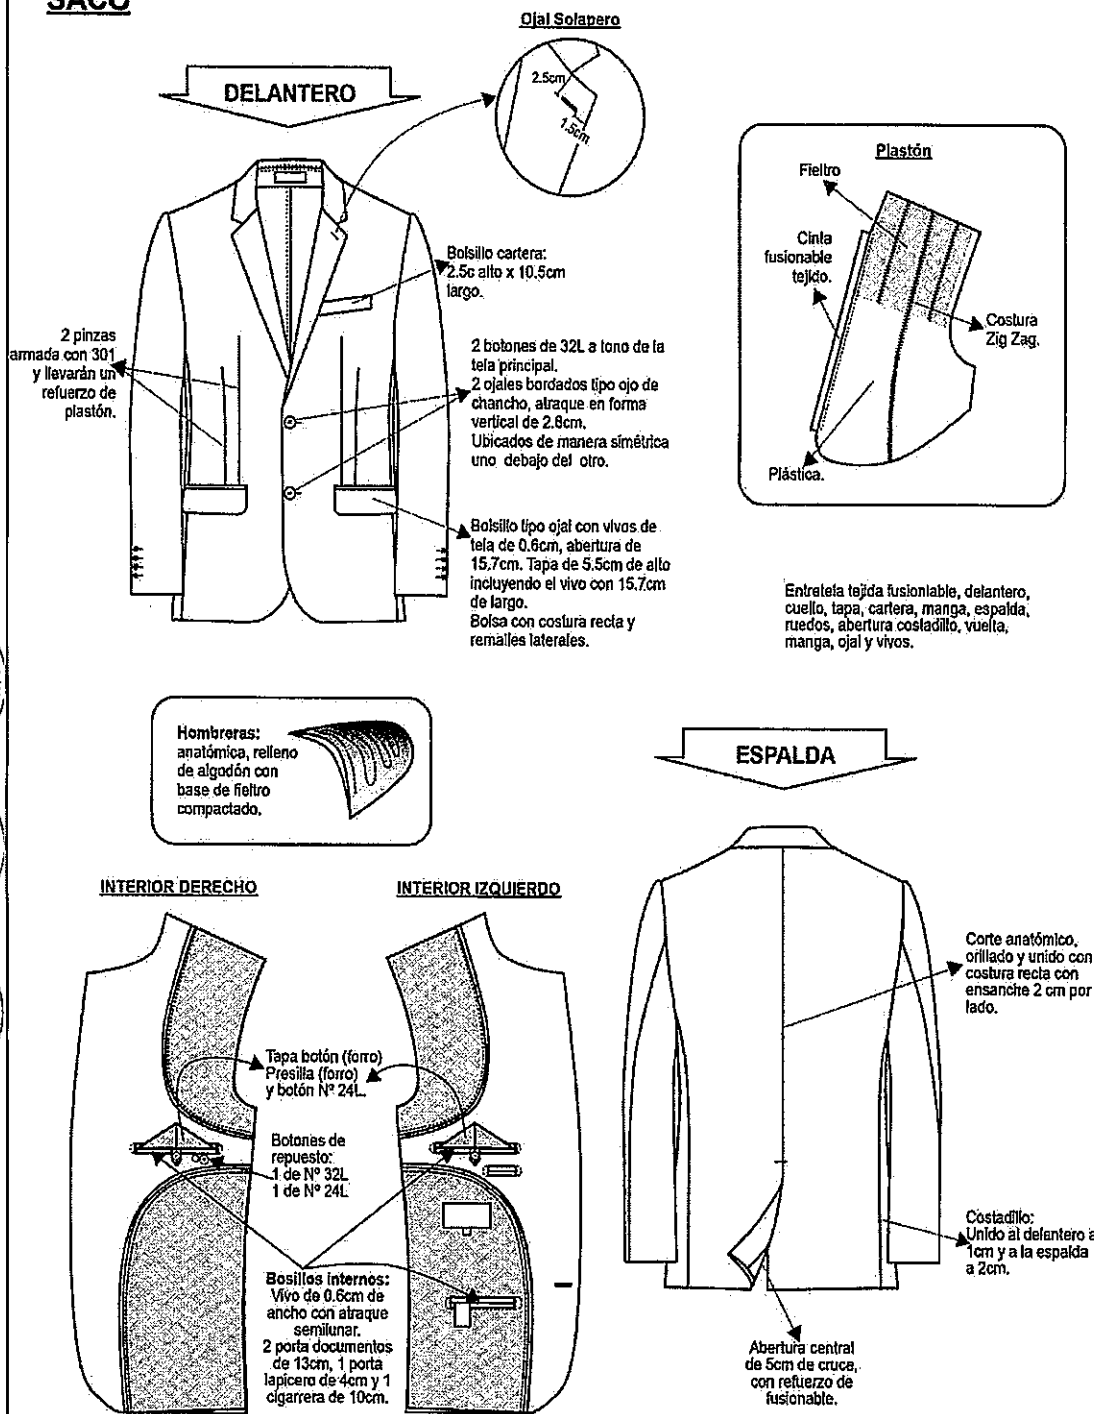 SACO
Ojal Solapero
DELANTERO
2.5cm
1.5cm
Plastón
Fieltro
Cinta
fusionable
tejido.
Costura
Zig Zag.
Plástica.
Bolsillo cartera:
2.5c alto x 10.5cm
largo.
2 pinzas
armada con 301
y llevarán un
refuerzo de
plastón.
2 botones de 32L a tono de la
tela principal.
2 ojales bordados tipo ojo de
chancho, atraque en forma
vertical de 2.8cm.
Ubicados de manera simétrica
uno debajo del otro.
Bolsillo tipo ojal con vivos de
tela de 0.6cm, abertura de
15.7cm. Tapa de 5.5cm de alto
incluyendo el vivo con 15.7cm
de largo.
Bolsa con costura recta y
remalles laterales.
Entretela tejida fusionlable, delantero,
cuello, tapa, cartera, manga, espalda,
ruedos, abertura costadillo, vuelta,
manga, ojal y vivos.
Hombreras:
anatómica, relleno
de algodón con
base de fieltro
compactado.
ESPALDA
INTERIOR DERECHO
INTERIOR IZQUIERDO
Corte anatómico,
orillado y unido con
costura recta con
ensanche 2 cm por
lado.
Tapa botón (forro)
Presilla (forro)
y botón Nº 24L.
Botones de
repuesto:
1 de Nº 32L
1 de Nº 24L
Bosillos internos:
Vivo de 0.6cm de
ancho con atraque
semilunar.
2 porta documentos
de 13cm, 1 porta
lapicero de 4cm y 1
cigarrera de 10cm.
Costadillo:
Unido al delantero a
1cm y a la espalda
a 2cm.
Abertura central
de 5cm de cruce,
con refuerzo de
fusionable.